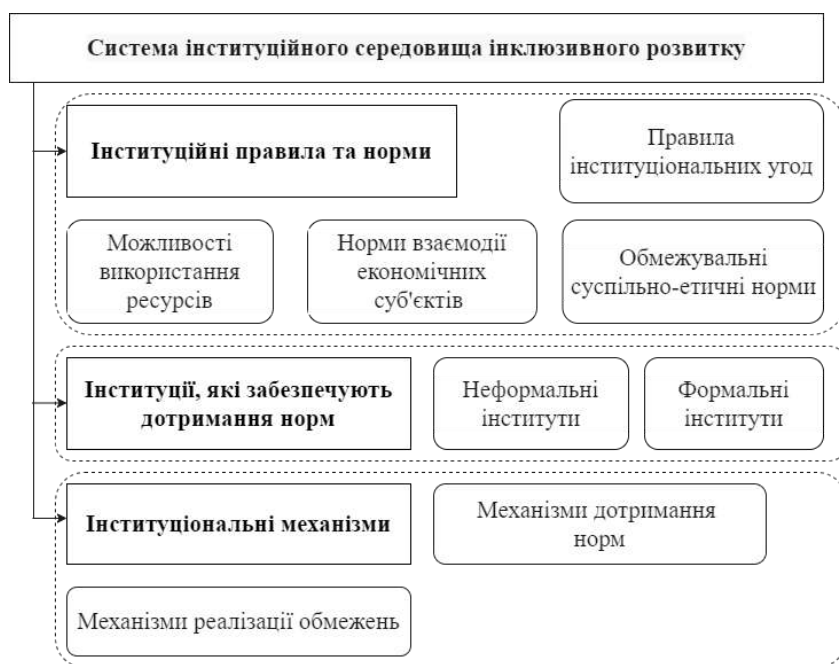 Система інституційного середовища інклюзивного розвитку
Інституційні правила та норми
Правила
інституціональних угод
Можливості
використання
ресурсів
Норми взаємодії
економічних
суб'єктів
Обмежувальні
суспільно-етичні норми
Інституції, які забезпечують
дотримання норм
Неформальні
інститути
Формальні
інститути
Інституціональні механізми
Механізми дотримання
норм
Механізми реалізації обмежень